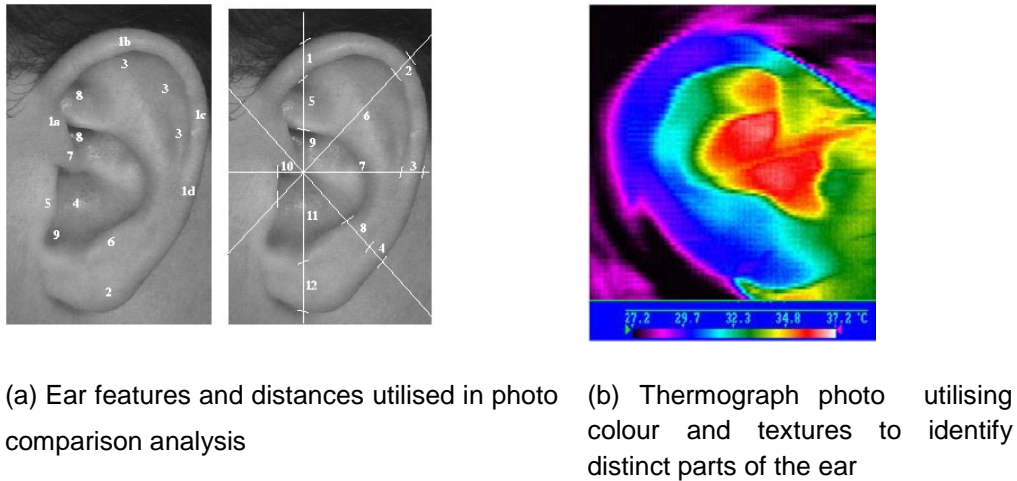 1b
3
3
8
1a
1c
8
3
7
1d
5
4
9
6
2
1
2
5
6
9
10
7
3
11
8
4
12
27.2 29.7 32.3 34.8 37.2 °C
(a) Ear features and distances utilised in photo
comparison analysis
(b) Thermograph photo utilising
colour and textures to identify
distinct parts of the ear